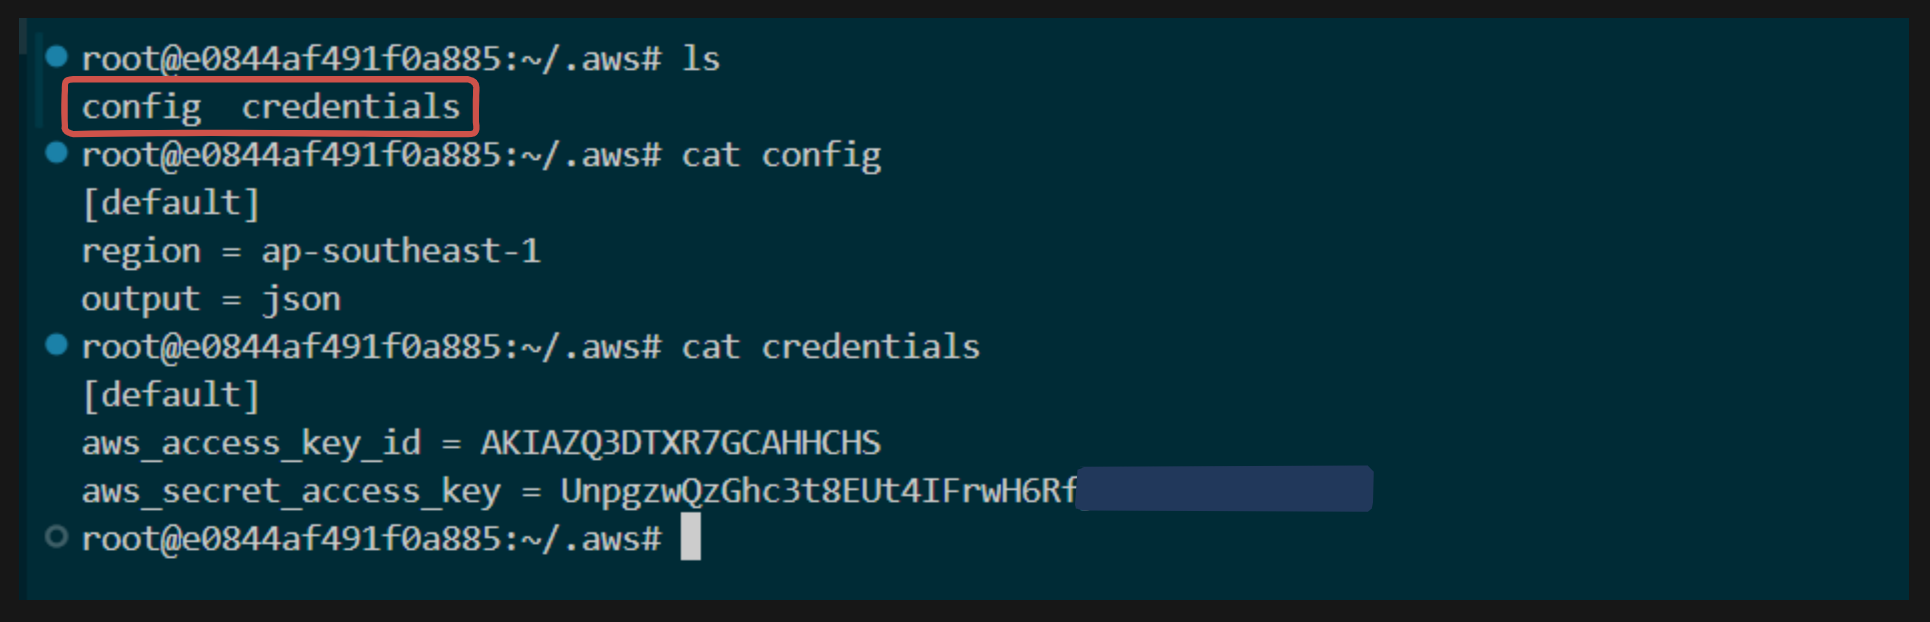 root@e0844af491f0a885:~/.aws# ls
config  credentials
root@e0844af491f0a885:~/.aws# cat config
[default]
region = ap-southeast-1
output = json
root@e0844af491f0a885:~/.aws# cat credentials
[default]
aws_access_key_id = AKIAZQ3DTXR7GCAHHCHS
aws_secret_access_key = UnpgzwQzGhc3t8EUt4IFrwH6Rf
root@e0844af491f0a885:~/.aws#